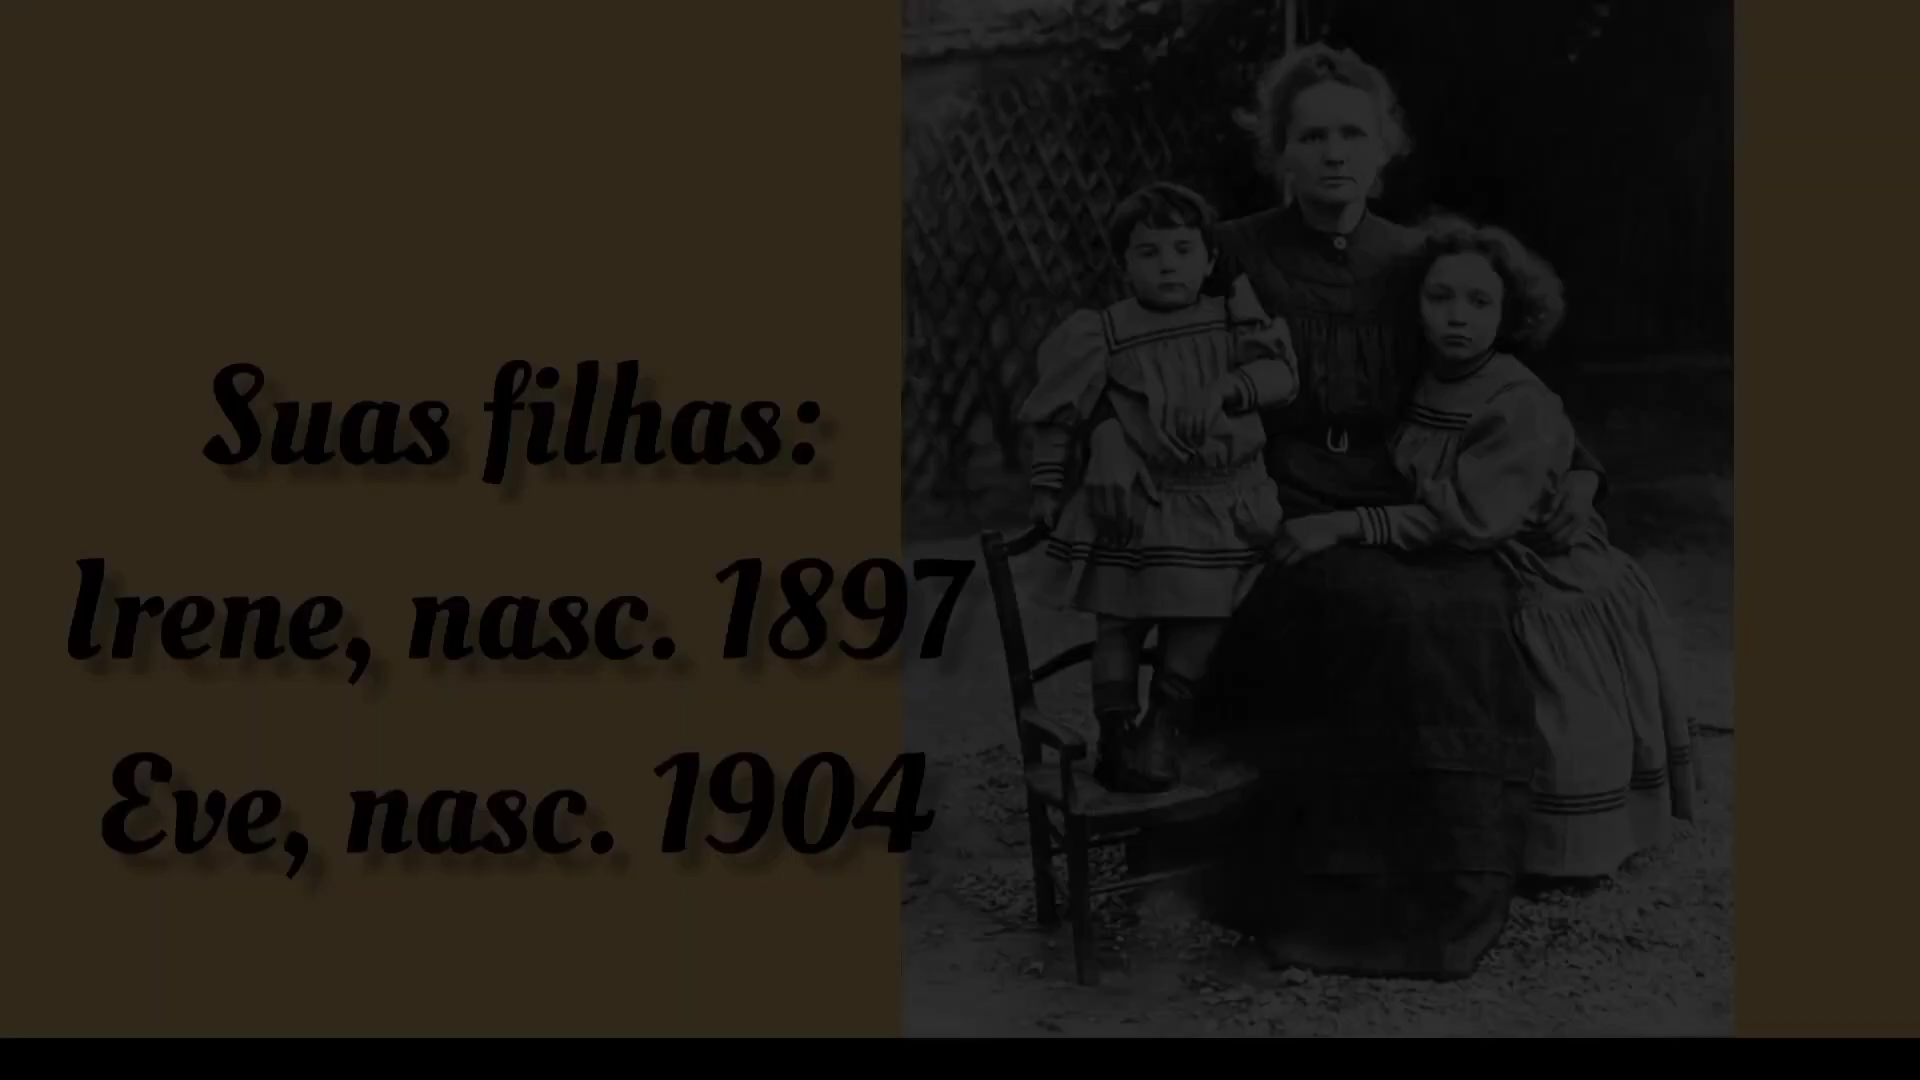 Suas filhas:
Irene, nasc. 1897
Eve, nasc. 1904